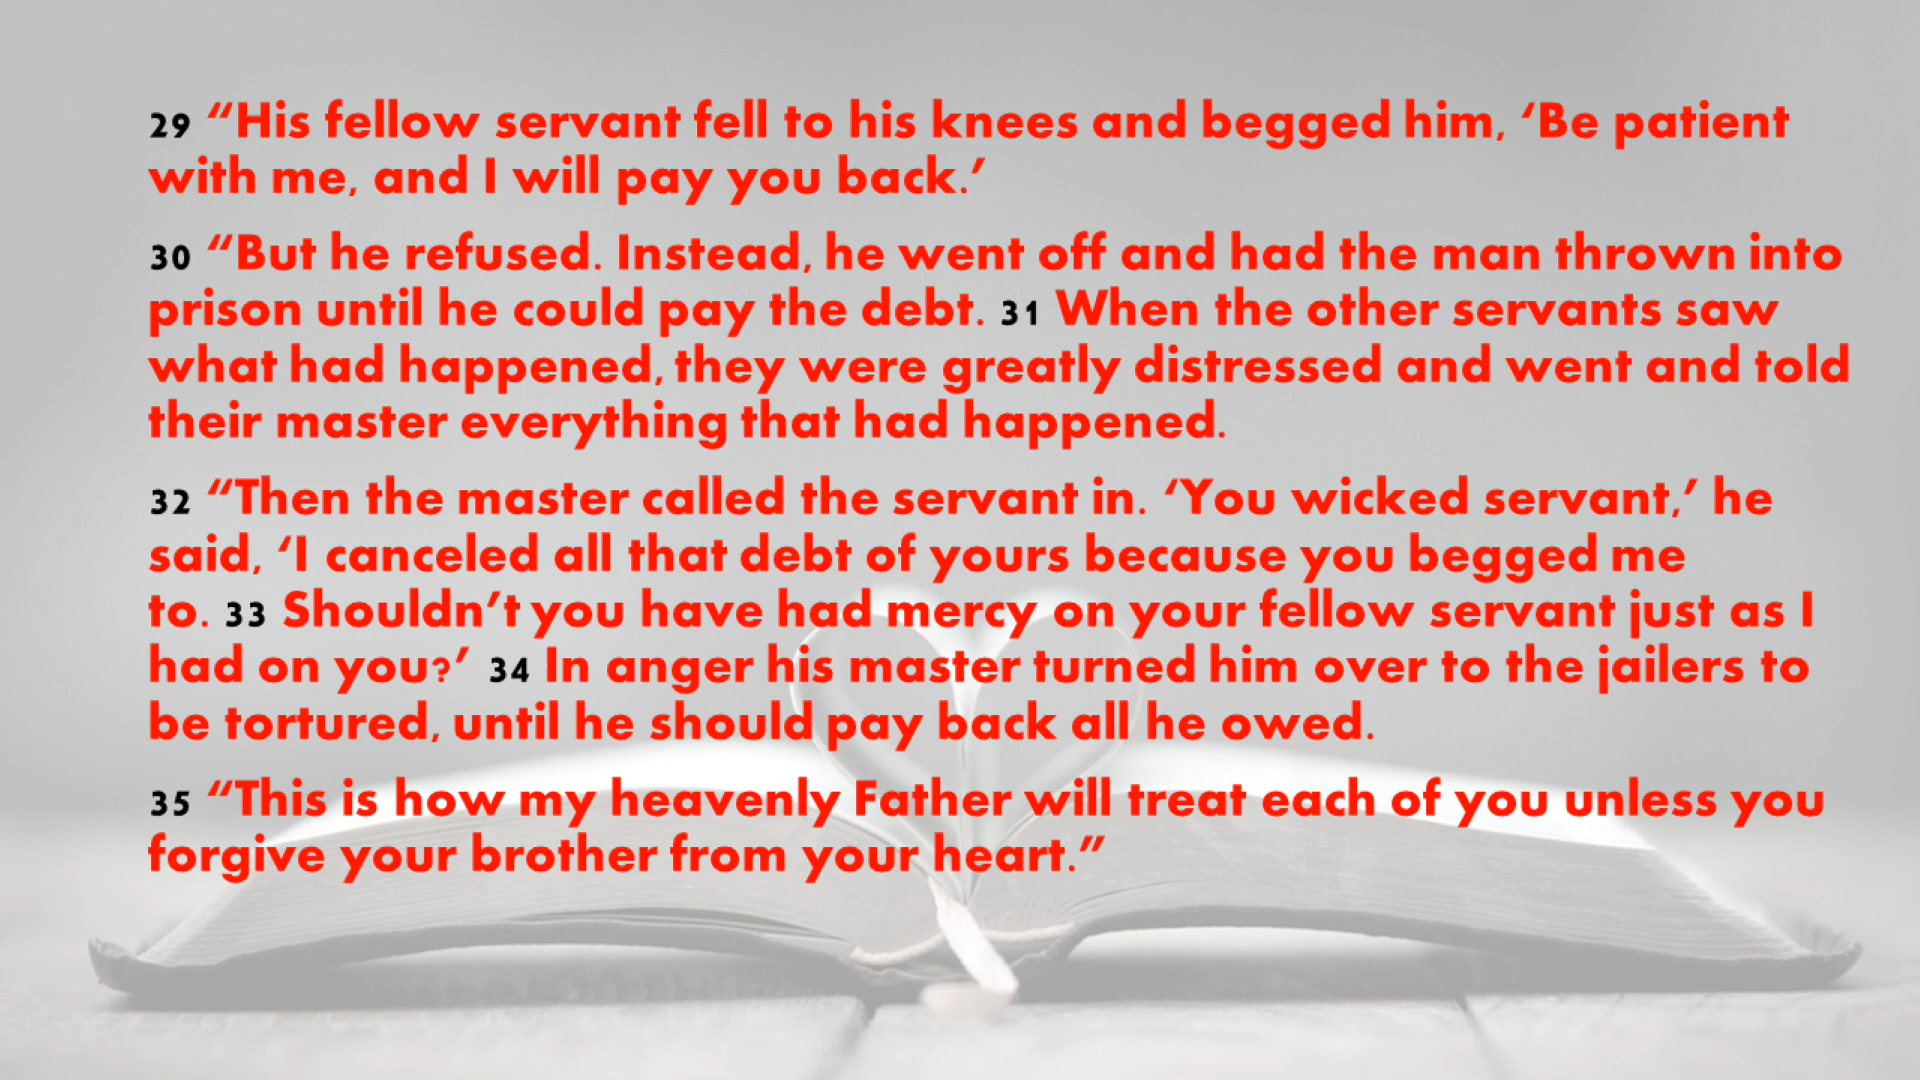 29 “His fellow servant fell to his knees and begged him, ‘Be patient
with me, and I will pay you back.’
30 “But he refused. Instead, he went off and had the man thrown into
prison until he could pay the debt. 31 When the other servants saw
what had happened, they were greatly distressed and went and told
their master everything that had happened.
32 “Then the master called the servant in. ‘You wicked servant,’ he
said, ‘I canceled all that debt of yours because you begged me
to. 33 Shouldn’t you have had mercy on your fellow servant just as I
had on you?’ 34 In anger his master turned him over to the jailers to
be tortured, until he should pay back all he owed.
35 “This is how my heavenly Father will treat each of you unless you
forgive your brother from your heart.”